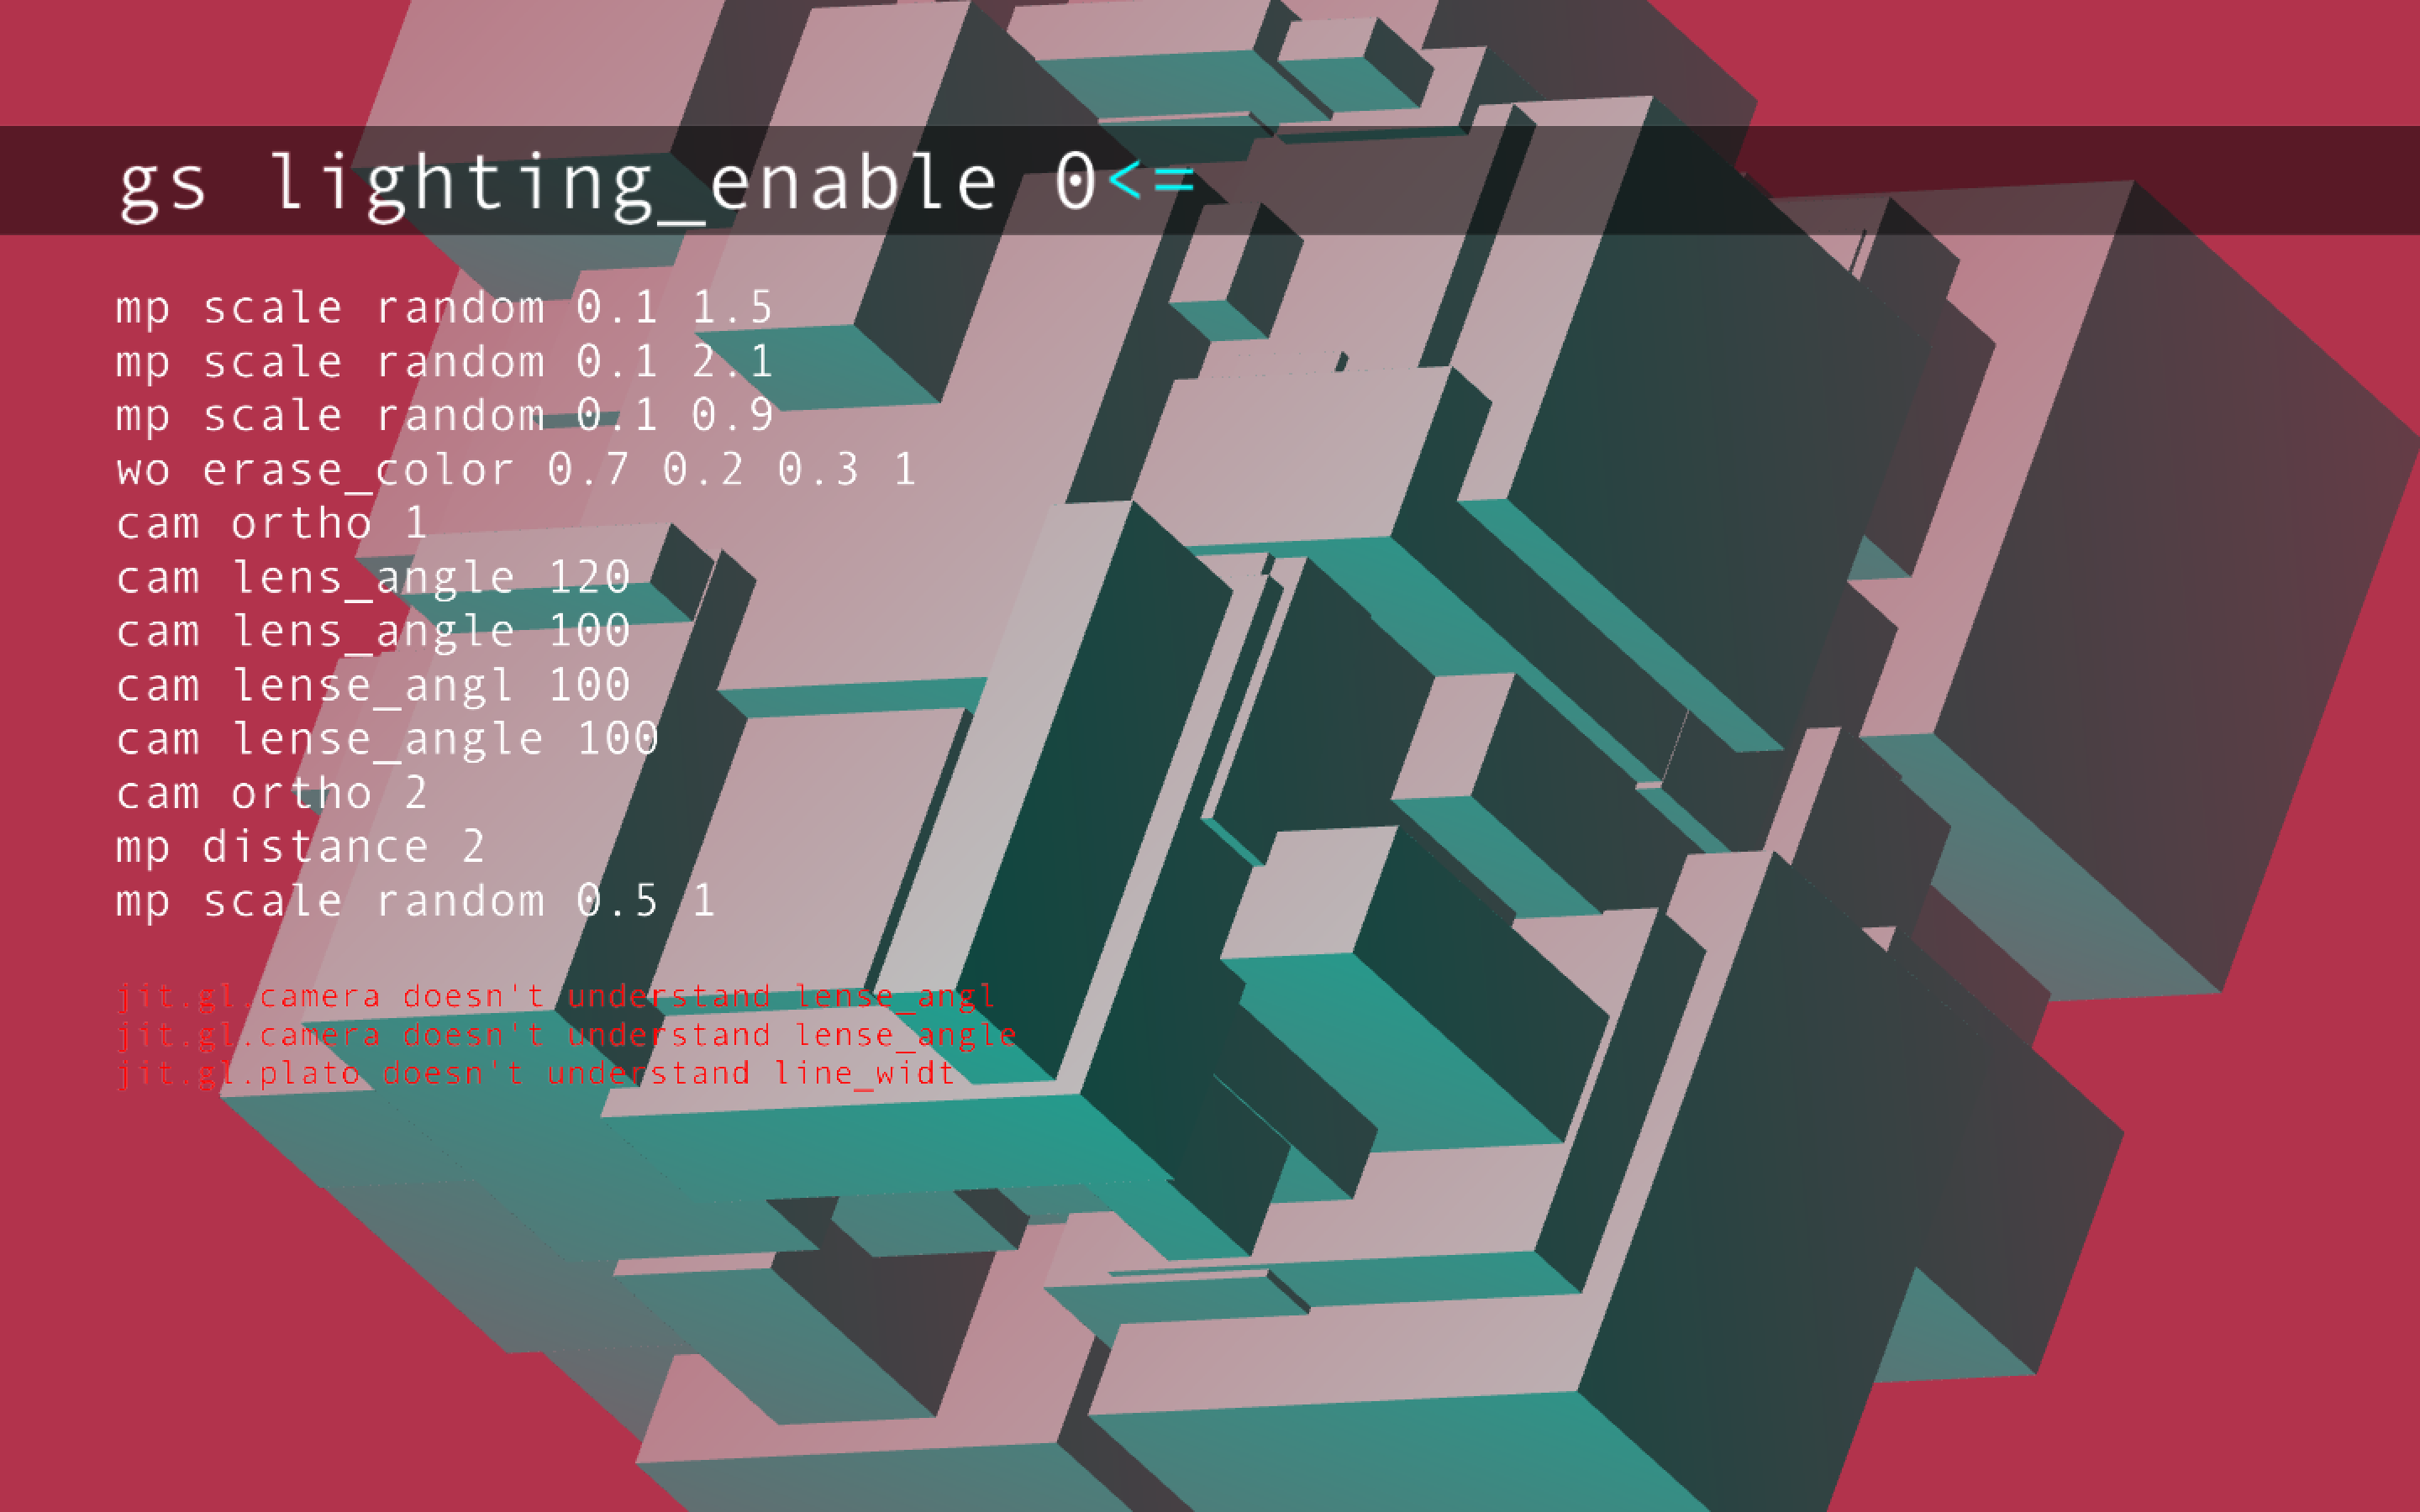 gs lighting_enable 0<=
mp scale random 0.1 1.5
mp scale random 0.1 2.1
mp scale random 0.1 0.9
wo erase_color 0.7 0.2 0.3 1
cam ortho 1
cam lens_angle 120
cam lens_angle 100
cam lense_angl 100
cam lense_angle 100
cam ortho 2
mp distance 2
mp scale random 0.5 1
jit.gl.camera doesn't understand lense_angl
jit.gl.camera doesn't understand lense_angle
jit.gl.plato doesn't understand line_widt